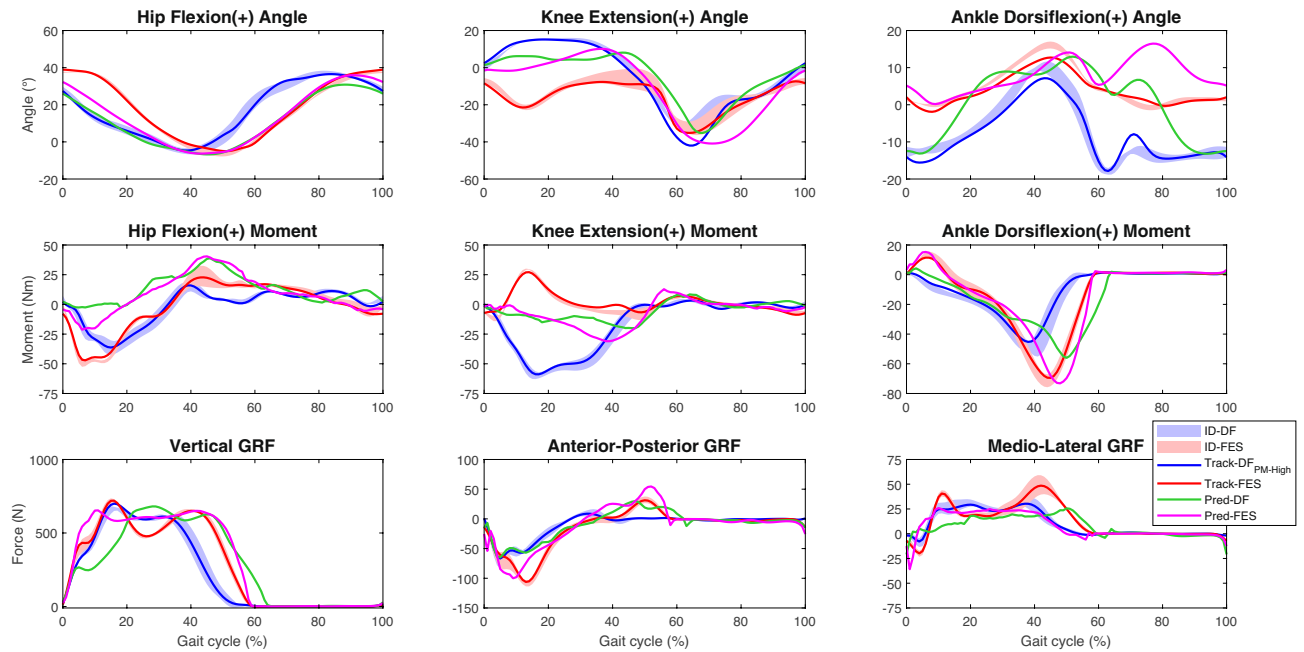 Hip Flexion(+) Angle
Knee Extension(+) Angle
Ankle Dorsiflexion(+) Angle
Angle (°)
60
40
20
0
-20
0 20 40 60 80 100
20
0
-20
-40
-60
0 20 40 60 80 100
20
10
0
-10
-20
0 20 40 60 80 100
Hip Flexion(+) Moment
Knee Extension(+) Moment
Ankle Dorsiflexion(+) Moment
Moment (Nm)
50
25
0
-25
-50
-75
0 20 40 60 80 100
50
25
0
-25
-50
-75
0 20 40 60 80 100
20
0
-20
-40
-60
-80
0 20 40 60 80 100
Vertical GRF
Anterior-Posterior GRF
Medio-Lateral GRF
Force (N)
1000
500
0
0 20 40 60 80 100
Gait cycle (%)
100
50
0
-50
-100
-150
0 20 40 60 80 100
Gait cycle (%)
75
50
25
0
-25
-50
-75
0 20 40 60 80 100
Gait cycle (%)
ID-DF
ID-FES
Track-DF PM-High
Track-FES
Pred-DF
Pred-FES